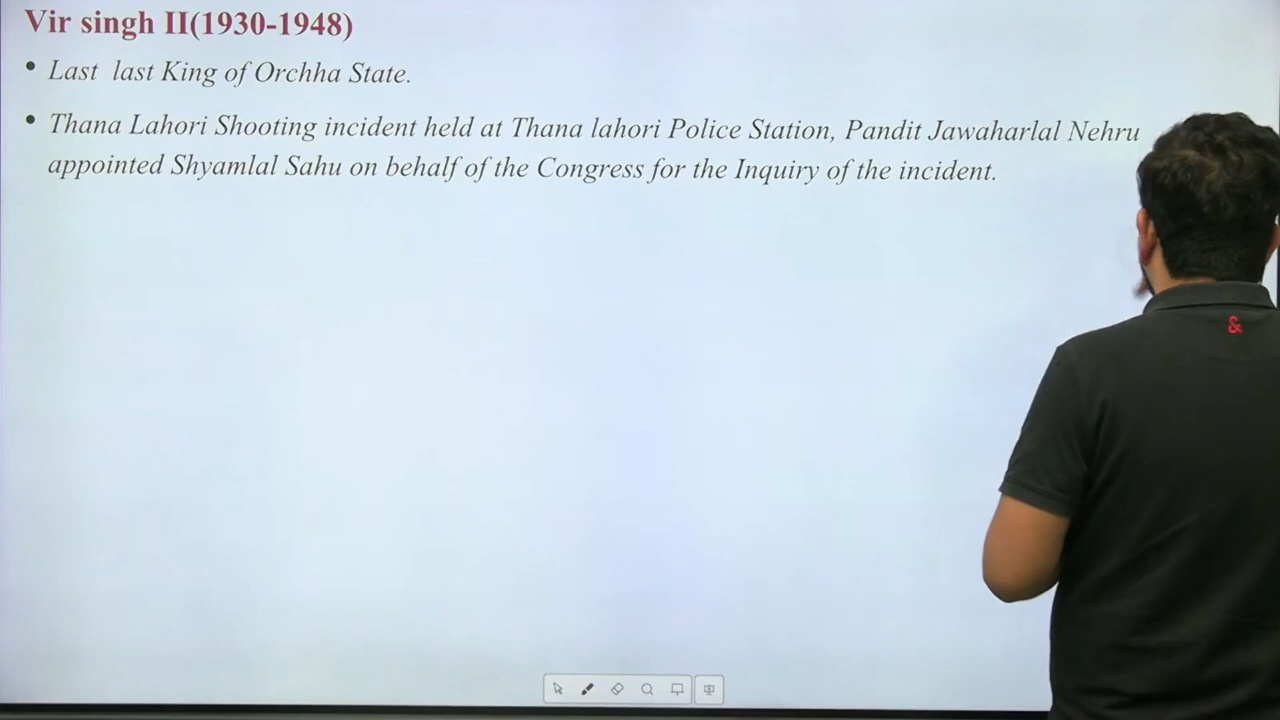 Vir singh II(1930-1948)
• Last last King of Orchha State.
• Thana Lahori Shooting incident held at Thana lahori Police Station, Pandit Jawaharlal Nehru
appointed Shyamlal Sahu on behalf of the Congress for the Inquiry of the incident.
&